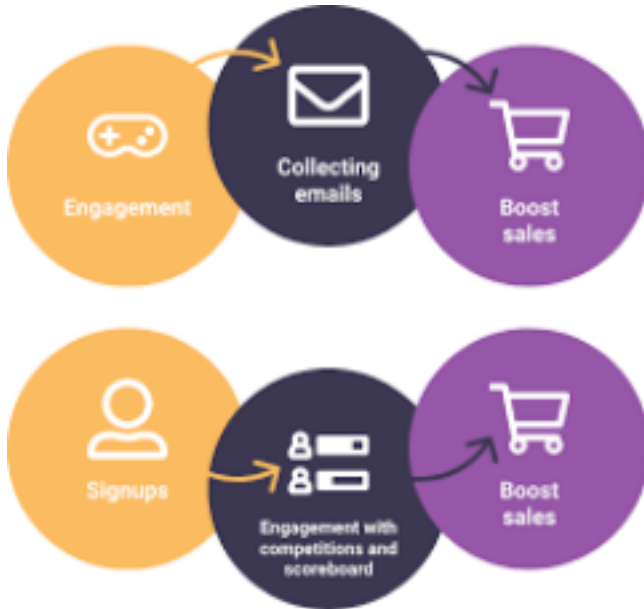 Engagement
Collecting
emails
Boost
sales
Signups
Engagement with
competitions and
scoreboard
Boost
sales